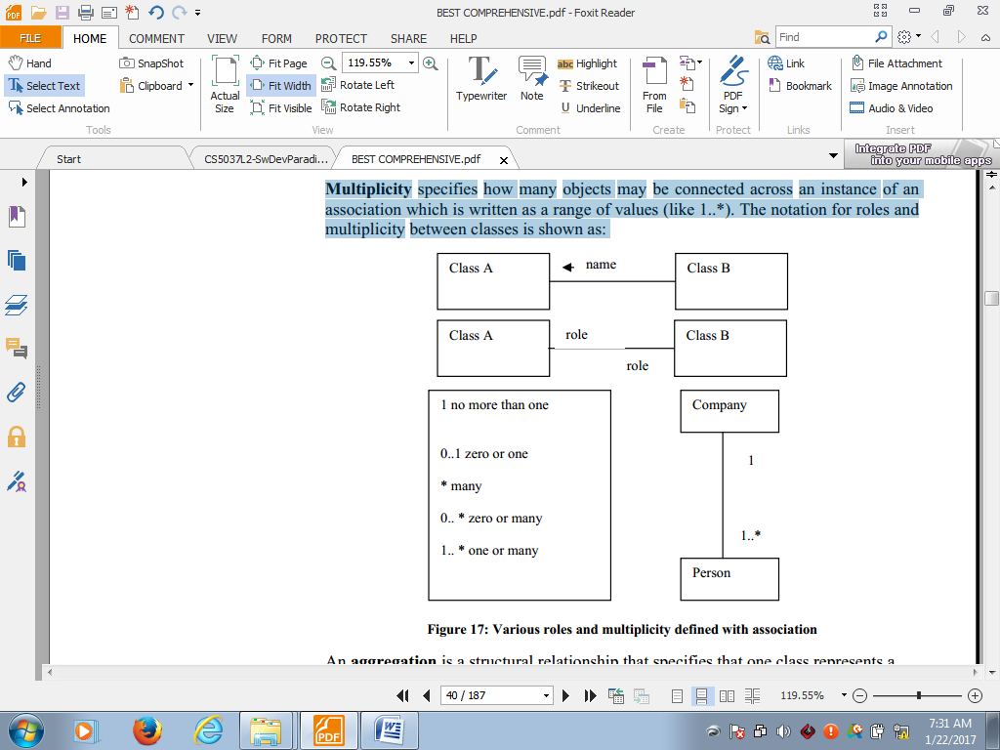 BEST COMPREHENSIVE.pdf - Foxit Reader
FILE HOME COMMENT VIEW FORM PROTECT SHARE HELP Find
Hand SnapShot Fit Page 119.55% Highlight From File File Attachment
Select Text Clipboard Actual Size Fit Width Rotate Left Typewriter Note Strikeout PDF Sign Link Image Annotation
Select Annotation Fit Visible Rotate Right Underline Bookmark Audio & Video
Tools View Comment Create Protect Links Insert
Start CS5037L2-SwDevParadi... BEST COMPREHENSIVE.pdf Integrate PDF
into your mobile apps
Multiplicity specifies how many objects may be connected across an instance of an
association which is written as a range of values (like 1..*). The notation for roles and
multiplicity between classes is shown as:
Class A name Class B
Class A role Class B
role
1 no more than one Company
0..1 zero or one 1
* many
0.. * zero or many 1..*
1.. * one or many
Person
Figure 17: Various roles and multiplicity defined with association
An aggregation is a structural relationship that specifies that one class represents a
40 / 187 119.55%
7:31 AM
1/22/2017